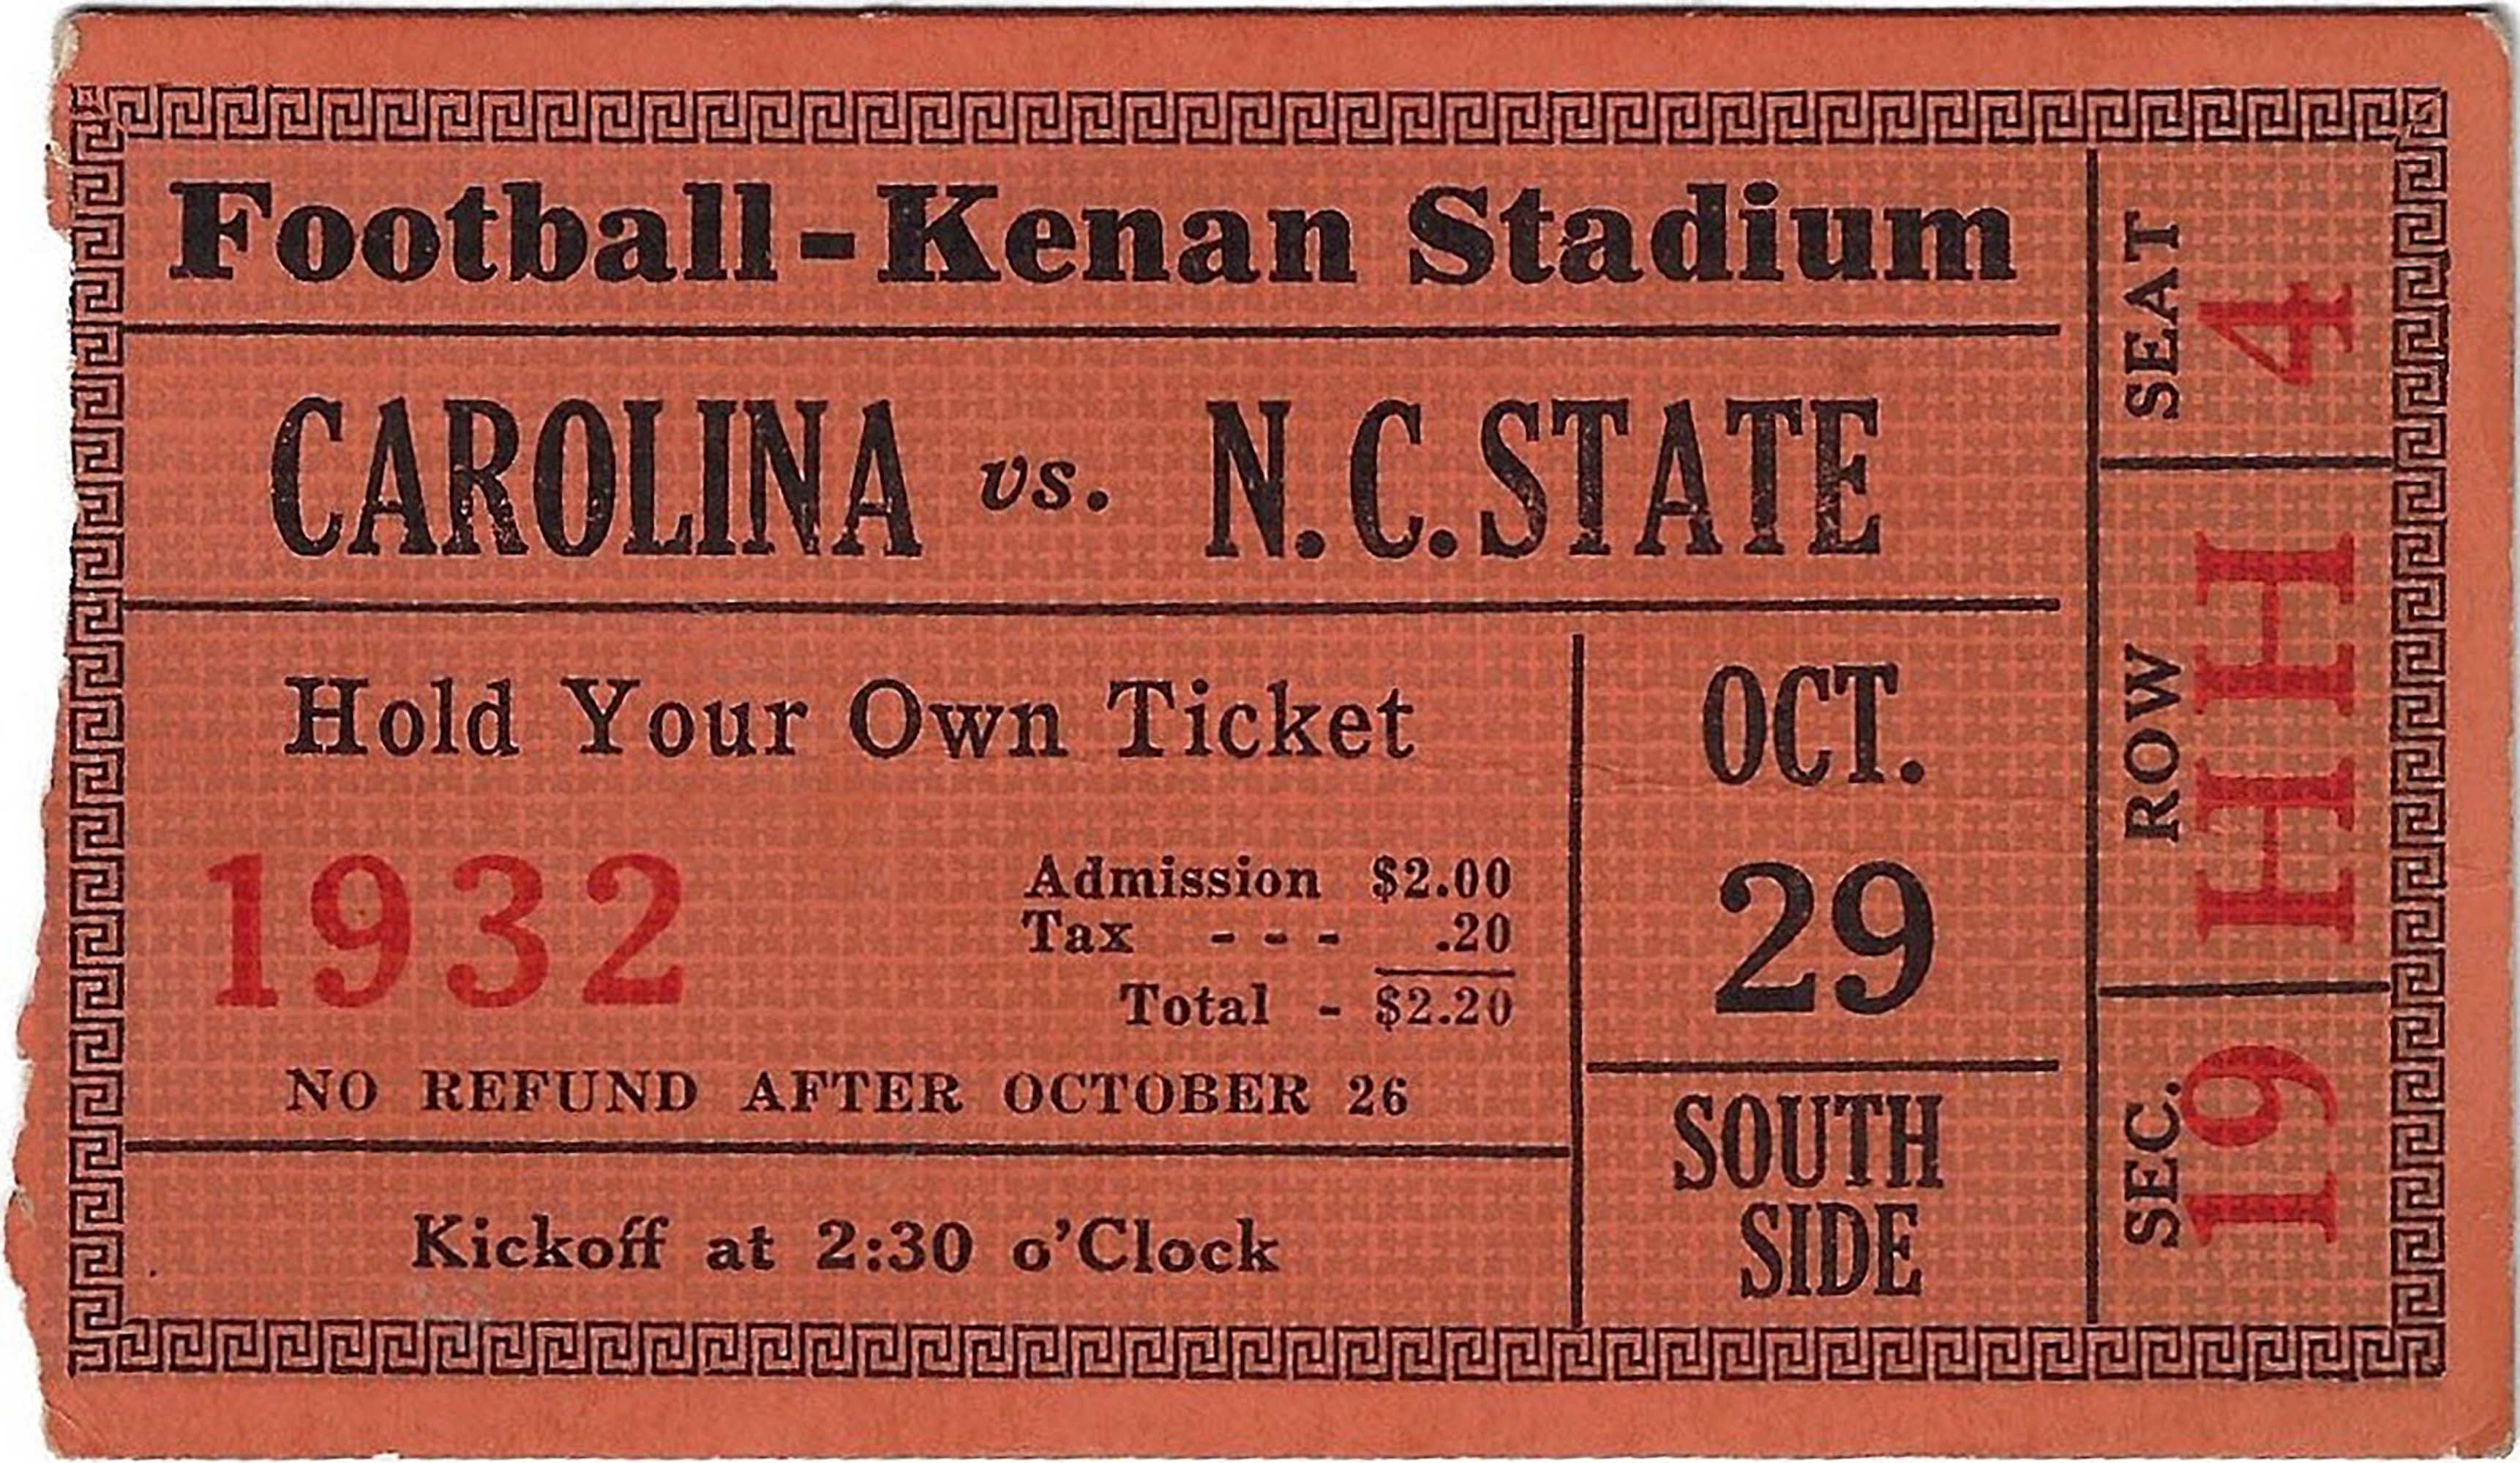 Football - Kenan Stadium
CAROLINA vs. N. C. STATE
Hold Your Own Ticket
1932
Admission $2.00
Tax - - - .20
Total - $2.20
NO REFUND AFTER OCTOBER 26
Kickoff at 2:30 o'Clock
OCT.
29
SOUTH
SIDE
SEAT 4
ROW HHH
SEC. 19